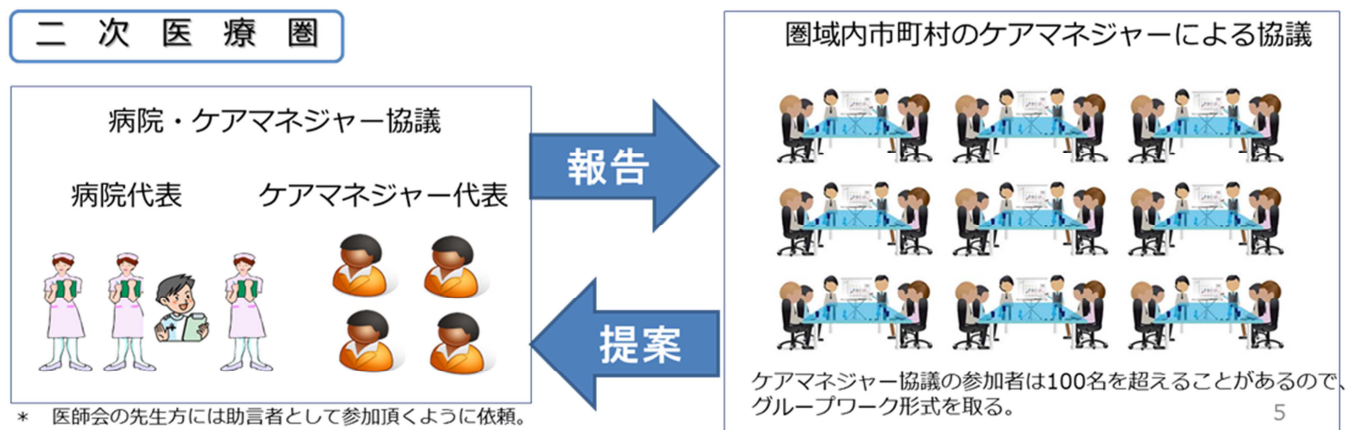 二次医療圏
病院・ケアマネジャー協議
病院代表
ケアマネジャー代表
* 医師会の先生方には助言者として参加頂くように依頼。
報告
提案
圏域内市町村のケアマネジャーによる協議
ケアマネジャー協議の参加者は100名を超えることがあるので、
グループワーク形式を取る。
5